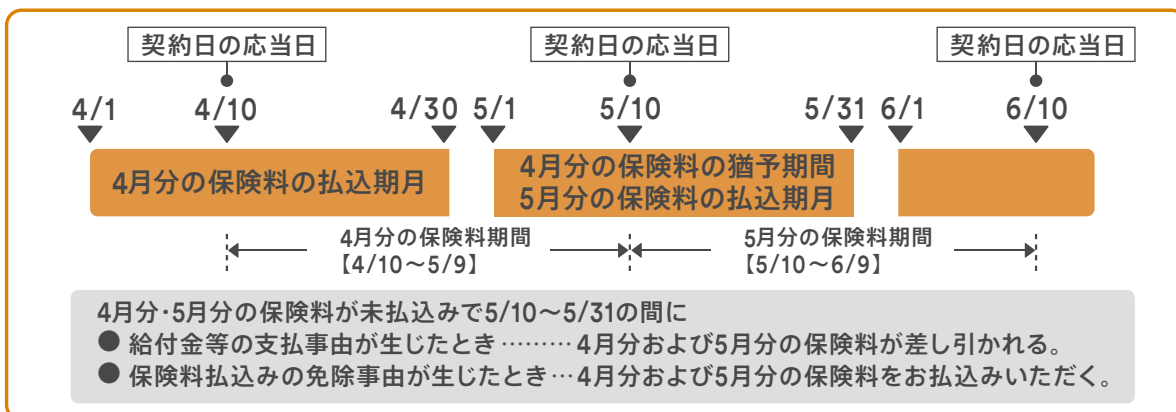 契約日の応当日 契約日の応当日 契約日の応当日
4/1 4/10 4/30 5/1 5/10 5/31 6/1 6/10
4月分の保険料の払込期月
4月分の保険料の猶予期間
5月分の保険料の払込期月
4月分の保険料期間
【4/10～5/9】
5月分の保険料期間
【5/10～6/9】
4月分･5月分の保険料が未払込みで5/10～5/31の間に
● 給付金等の支払事由が生じたとき ……… 4月分および5月分の保険料が差し引かれる。
● 保険料払込みの免除事由が生じたとき… 4月分および5月分の保険料をお払込みいただく。